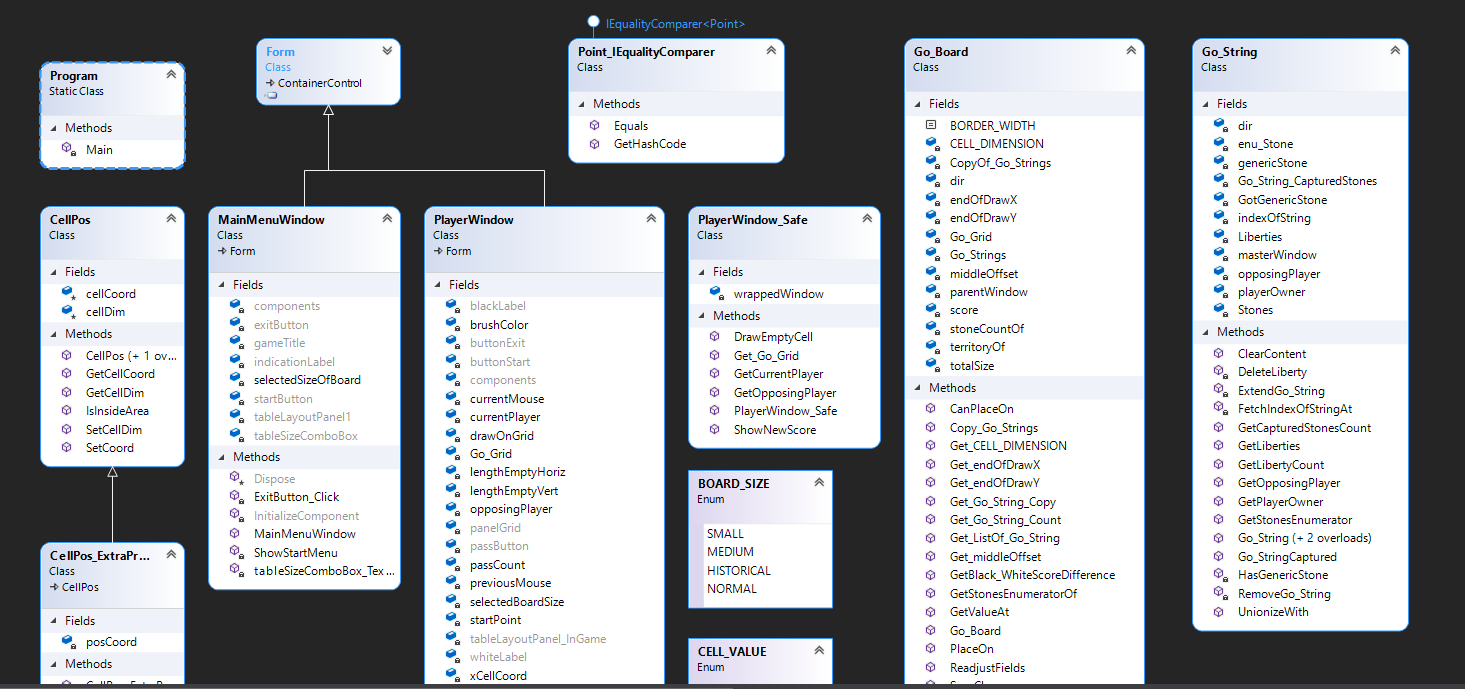 IEqualityComparer<Point>
Program
Static Class
Methods
Main
Form
Class
ContainerControl
Point_IEqualityComparer
Class
Methods
Equals
GetHashCode
Go_Board
Class
Fields
BORDER_WIDTH
CELL_DIMENSION
CopyOf_Go_Strings
dir
endOfDrawX
endOfDrawY
Go_Grid
Go_Strings
middleOffset
parentWindow
score
stoneCountOf
territoryOf
totalSize
Methods
CanPlaceOn
Copy_Go_Strings
Get_CELL_DIMENSION
Get_endOfDrawX
Get_endOfDrawY
Get_Go_String_Copy
Get_Go_String_Count
Get_ListOf_Go_String
Get_middleOffset
GetBlack_WhiteScoreDifference
GetStonesEnumeratorOf
GetValueAt
Go_Board
PlaceOn
ReadjustFields
Go_String
Class
Fields
dir
enu_Stone
genericStone
Go_String_CapturedStones
GotGenericStone
indexOfString
Liberties
masterWindow
opposingPlayer
playerOwner
Stones
Methods
ClearContent
DeleteLiberty
ExtendGo_String
FetchIndexOfStringAt
GetCapturedStonesCount
GetLiberties
GetLibertyCount
GetOpposingPlayer
GetPlayerOwner
GetStonesEnumerator
Go_String (+ 2 overloads)
Go_StringCaptured
HasGenericStone
RemoveGo_String
UnionizeWith
CellPos
Class
Fields
cellCoord
cellDim
Methods
CellPos (+ 1 ov...
GetCellCoord
GetCellDim
IsInsideArea
SetCellDim
SetCoord
MainMenuWindow
Class
Form
Fields
components
exitButton
gameTitle
indicationLabel
selectedSizeOfBoard
startButton
tableLayoutPanel1
tableSizeComboBox
Methods
Dispose
ExitButton_Click
InitializeComponent
MainMenuWindow
ShowStartMenu
tableSizeComboBox_Tex...
PlayerWindow
Class
Form
Fields
blackLabel
brushColor
buttonExit
buttonStart
components
currentMouse
currentPlayer
drawOnGrid
Go_Grid
lengthEmptyHoriz
lengthEmptyVert
opposingPlayer
panelGrid
passButton
passCount
previousMouse
selectedBoardSize
startPoint
tableLayoutPanel_InGame
whiteLabel
xCellCoord
PlayerWindow_Safe
Class
Fields
wrappedWindow
Methods
DrawEmptyCell
Get_Go_Grid
GetCurrentPlayer
GetOpposingPlayer
PlayerWindow_Safe
ShowNewScore
BOARD_SIZE
Enum
SMALL
MEDIUM
HISTORICAL
NORMAL
CELL_VALUE
Enum
CellPos_ExtraPr...
Class
CellPos
Fields
posCoord
Methods